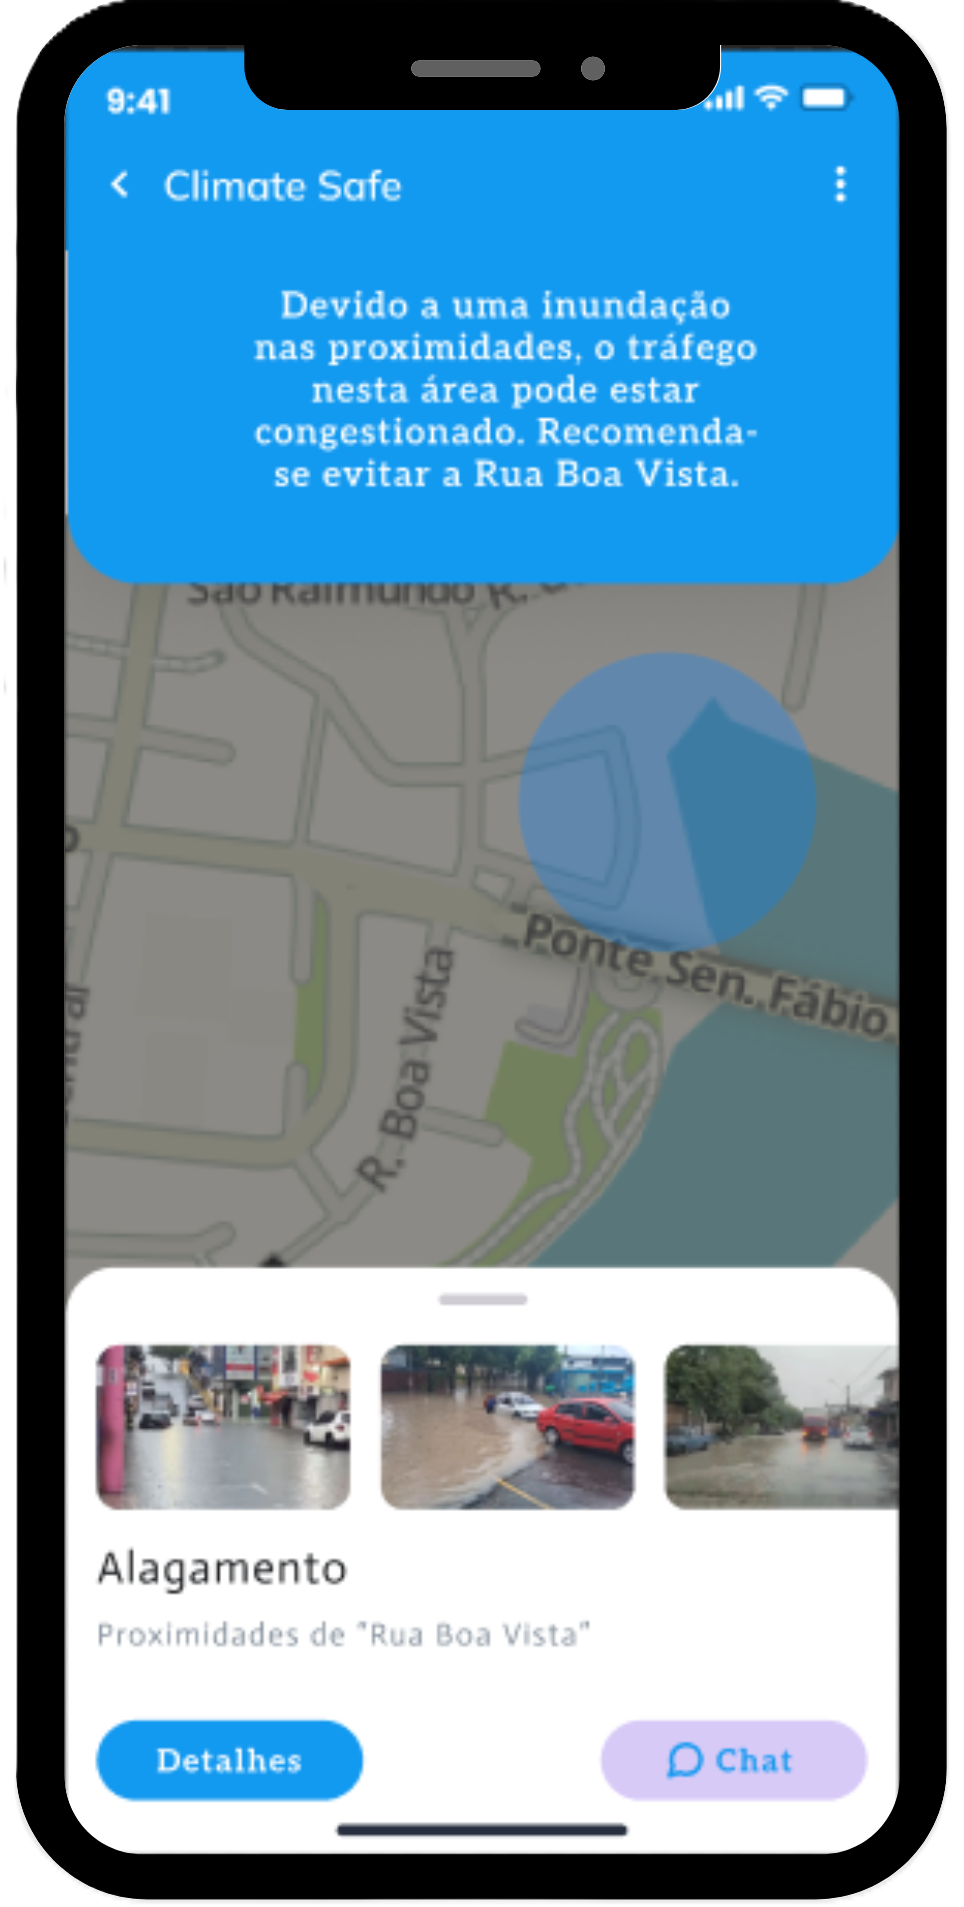 9:41
Climate Safe
Devido a uma inundação
nas proximidades, o tráfego
nesta área pode estar
congestionado. Recomenda-
se evitar a Rua Boa Vista.
São Raimundo R.
Ponte Sen. Fábio
R. Boa Vista
Alagamento
Proximidades de "Rua Boa Vista"
Detalhes
Chat